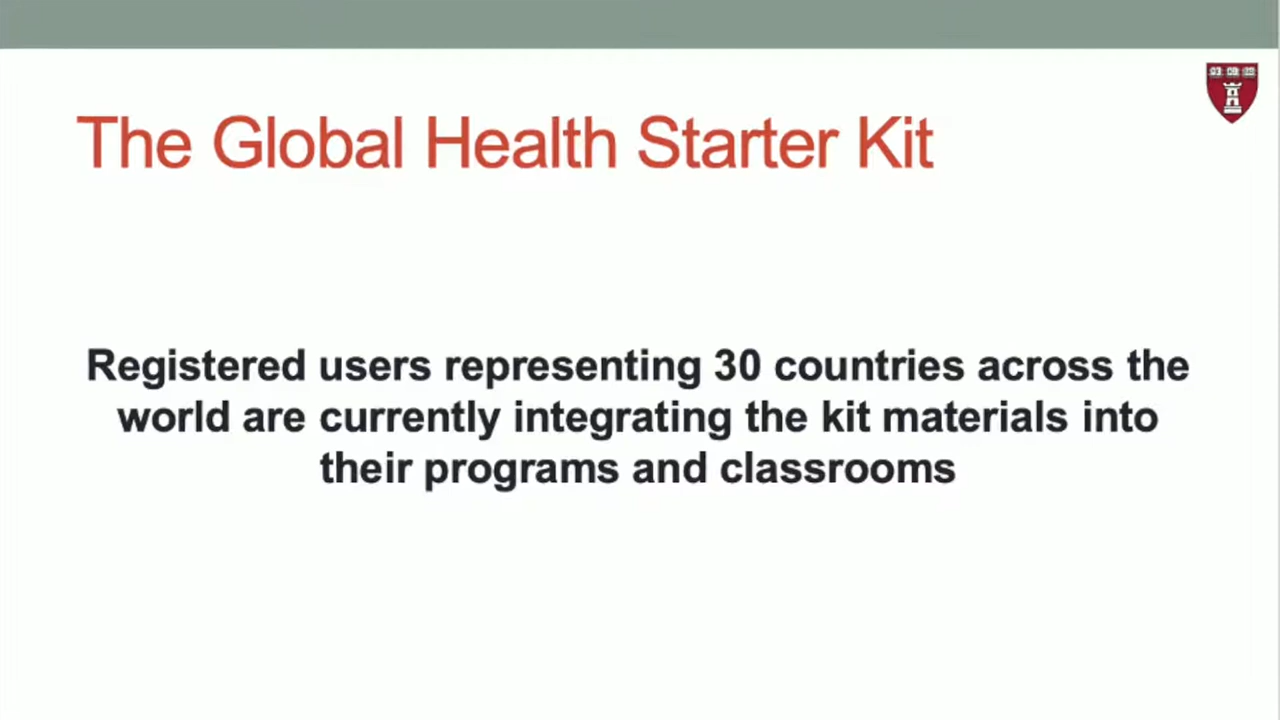 The Global Health Starter Kit
Registered users representing 30 countries across the
world are currently integrating the kit materials into
their programs and classrooms